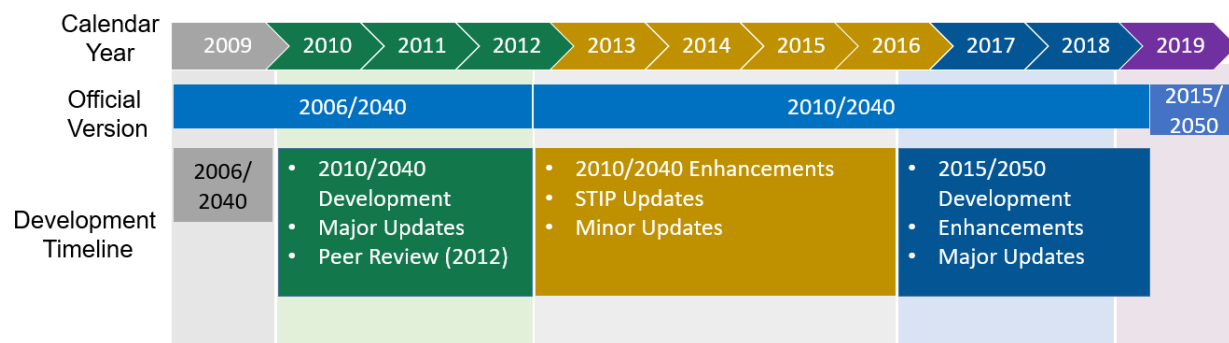 Calendar
Year
2009
2010
2011
2012
2013
2014
2015
2016
2017
2018
2019
Official
Version
2006/2040
2010/2040
2015/
2050
Development
Timeline
2006/
2040
• 2010/2040
Development
• Major Updates
• Peer Review (2012)
• 2010/2040 Enhancements
• STIP Updates
• Minor Updates
• 2015/2050
Development
• Enhancements
• Major Updates